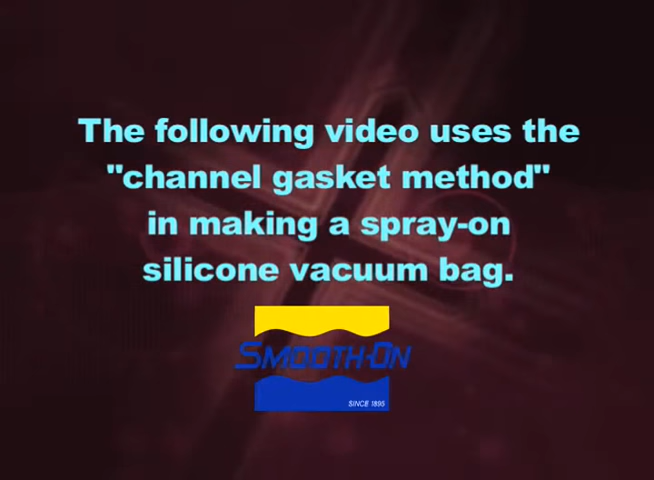 The following video uses the
"channel gasket method"
in making a spray-on
silicone vacuum bag.
SMOOTH-ON
SINCE 1895